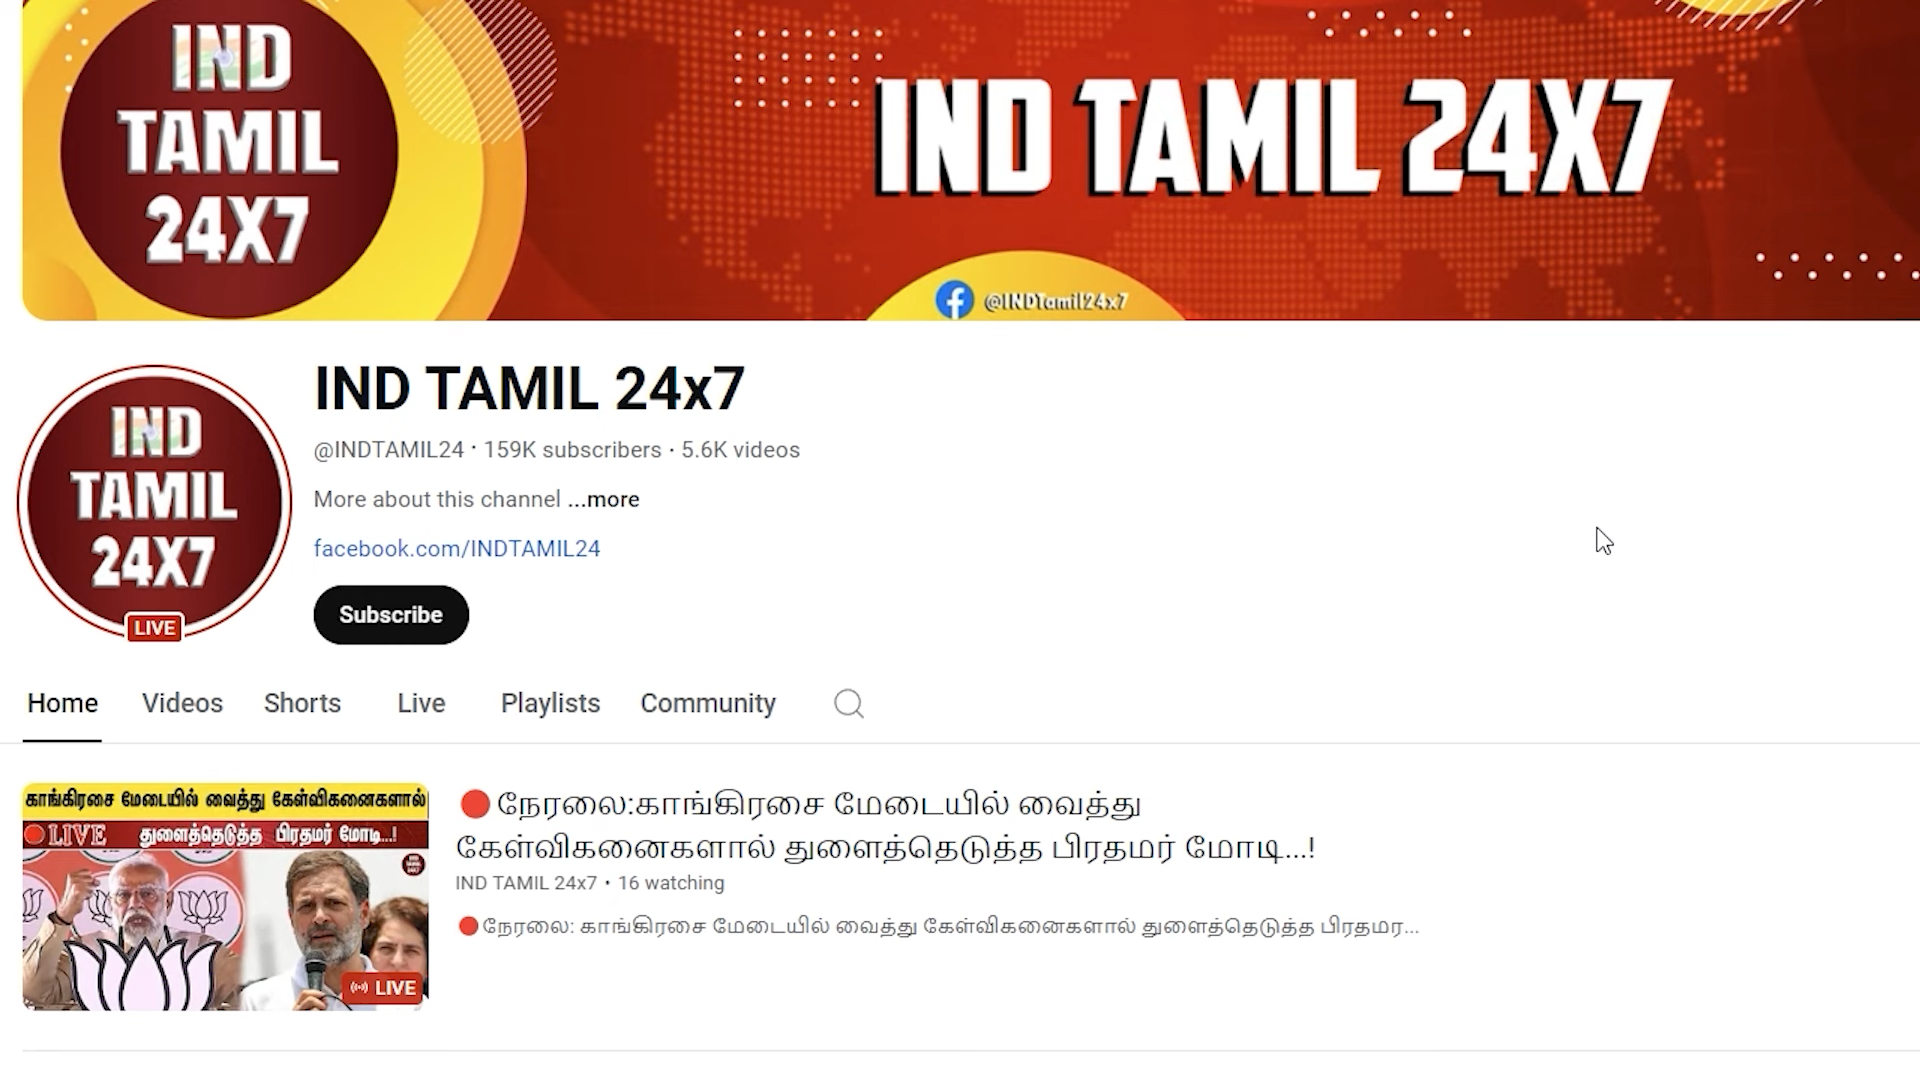 IND
TAMIL
24X7
IND TAMIL 24X7
@INDTamil24x7
IND
TAMIL
24X7
LIVE
IND TAMIL 24x7
@INDTAMIL24 · 159K subscribers · 5.6K videos
More about this channel ...more
facebook.com/INDTAMIL24
Subscribe
Home Videos Shorts Live Playlists Community
காங்கிரசை மேடையில் வைத்து கேள்விகனைகளால்
LIVE துளைத்தெடுத்த பிரதமர் மோடி...!
LIVE
🔴நேரலை:காங்கிரசை மேடையில் வைத்து
கேள்விகனைகளால் துளைத்தெடுத்த பிரதமர் மோடி...!
IND TAMIL 24x7 • 16 watching
🔴நேரலை: காங்கிரசை மேடையில் வைத்து கேள்விகனைகளால் துளைத்தெடுத்த பிரதமர...